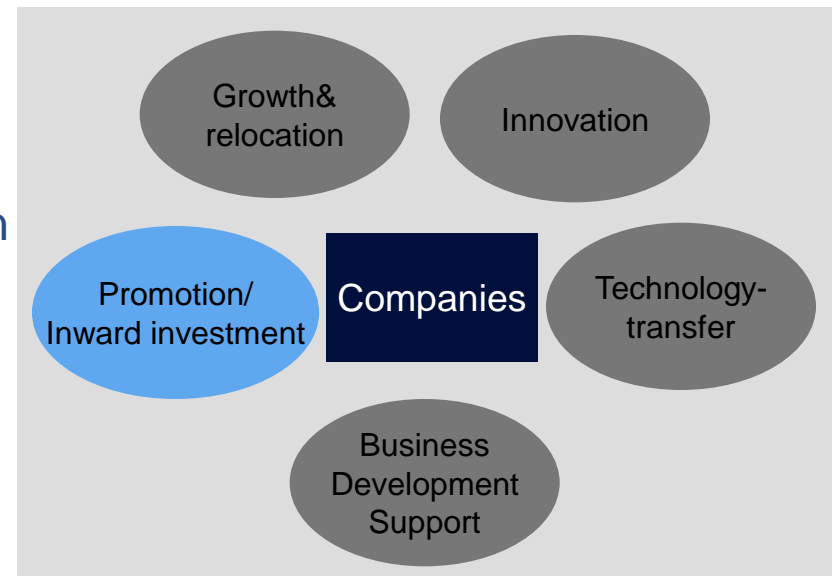 Growth&
relocation
Innovation
n
Promotion/
Inward investment
Companies
Technology-
transfer
Business
Development
Support